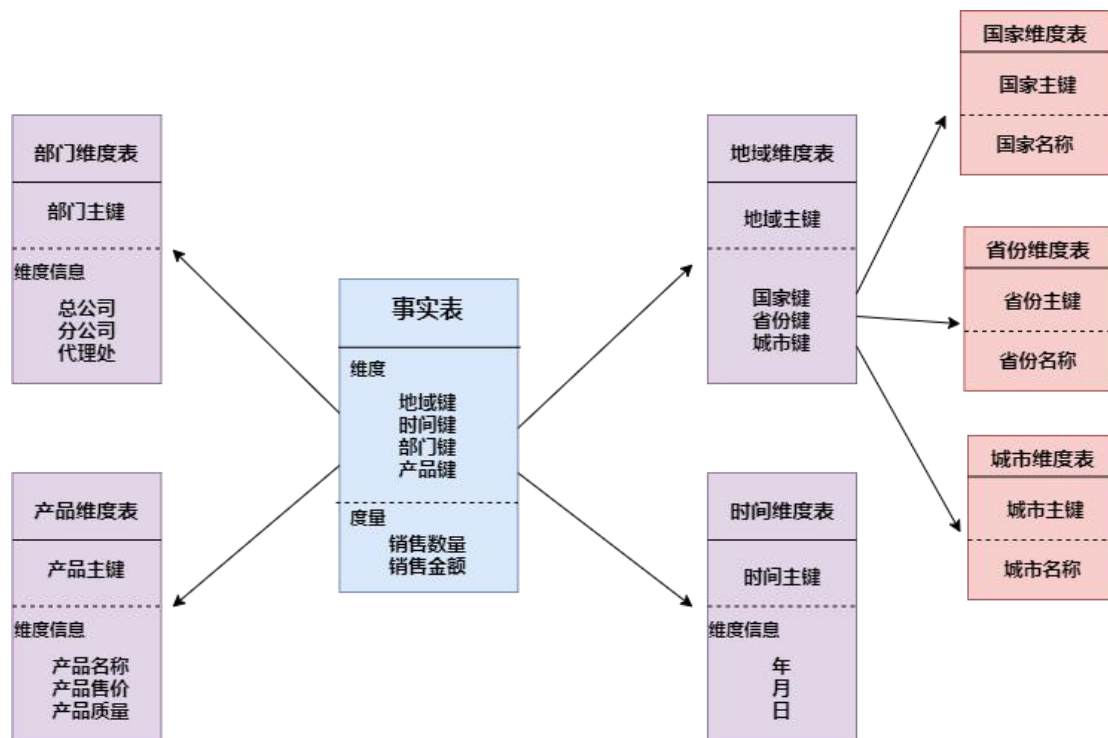 部门维度表
部门主键
维度信息
总公司
分公司
代理处
产品维度表
产品主键
维度信息
产品名称
产品售价
产品质量
事实表
维度
地域键
时间键
部门键
产品键
度量
销售数量
销售金额
地域维度表
地域主键
国家键
省份键
城市键
时间维度表
时间主键
维度信息
年
月
日
国家维度表
国家主键
国家名称
省份维度表
省份主键
省份名称
城市维度表
城市主键
城市名称